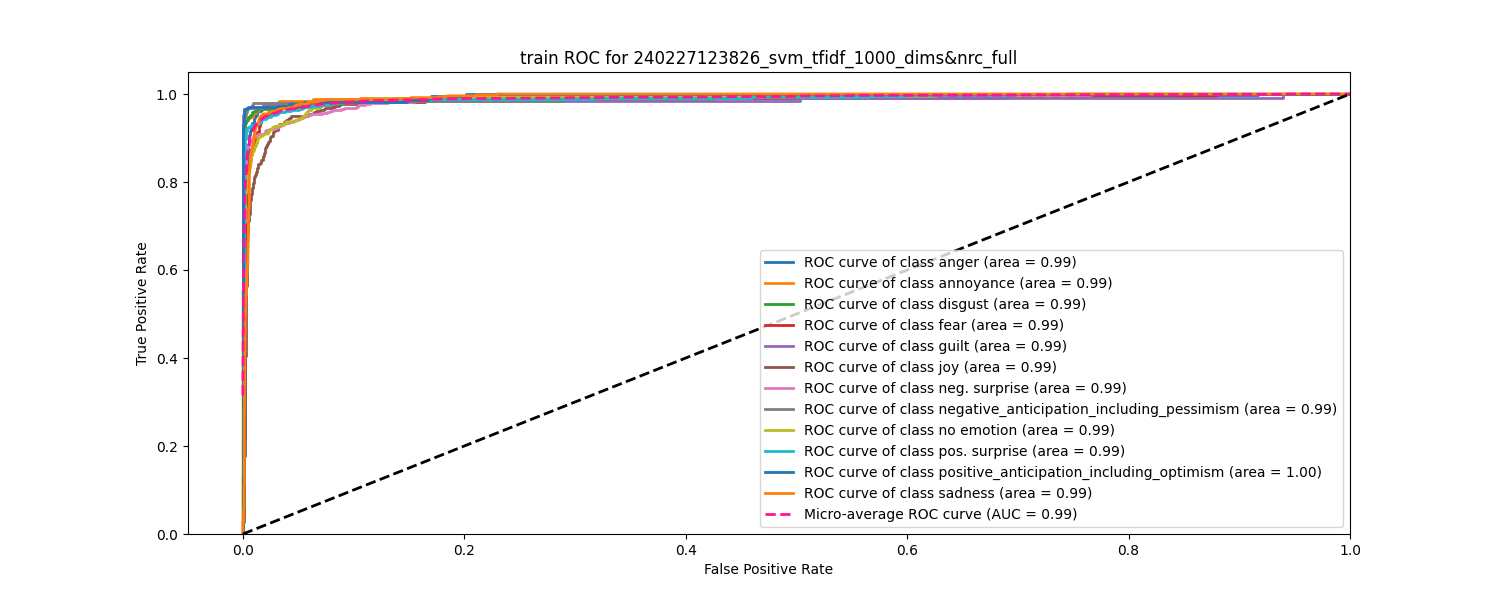 train ROC for 240227123826_svm_tfidf_1000_dims&nrc_full
True Positive Rate
1.0
0.8
0.6
0.4
0.2
0.0
ROC curve of class anger (area = 0.99)
ROC curve of class annoyance (area = 0.99)
ROC curve of class disgust (area = 0.99)
ROC curve of class fear (area = 0.99)
ROC curve of class guilt (area = 0.99)
ROC curve of class joy (area = 0.99)
ROC curve of class neg. surprise (area = 0.99)
ROC curve of class negative_anticipation_including_pessimism (area = 0.99)
ROC curve of class no emotion (area = 0.99)
ROC curve of class pos. surprise (area = 0.99)
ROC curve of class positive_anticipation_including_optimism (area = 1.00)
ROC curve of class sadness (area = 0.99)
Micro-average ROC curve (AUC = 0.99)
0.0 0.2 0.4 0.6 0.8 1.0
False Positive Rate